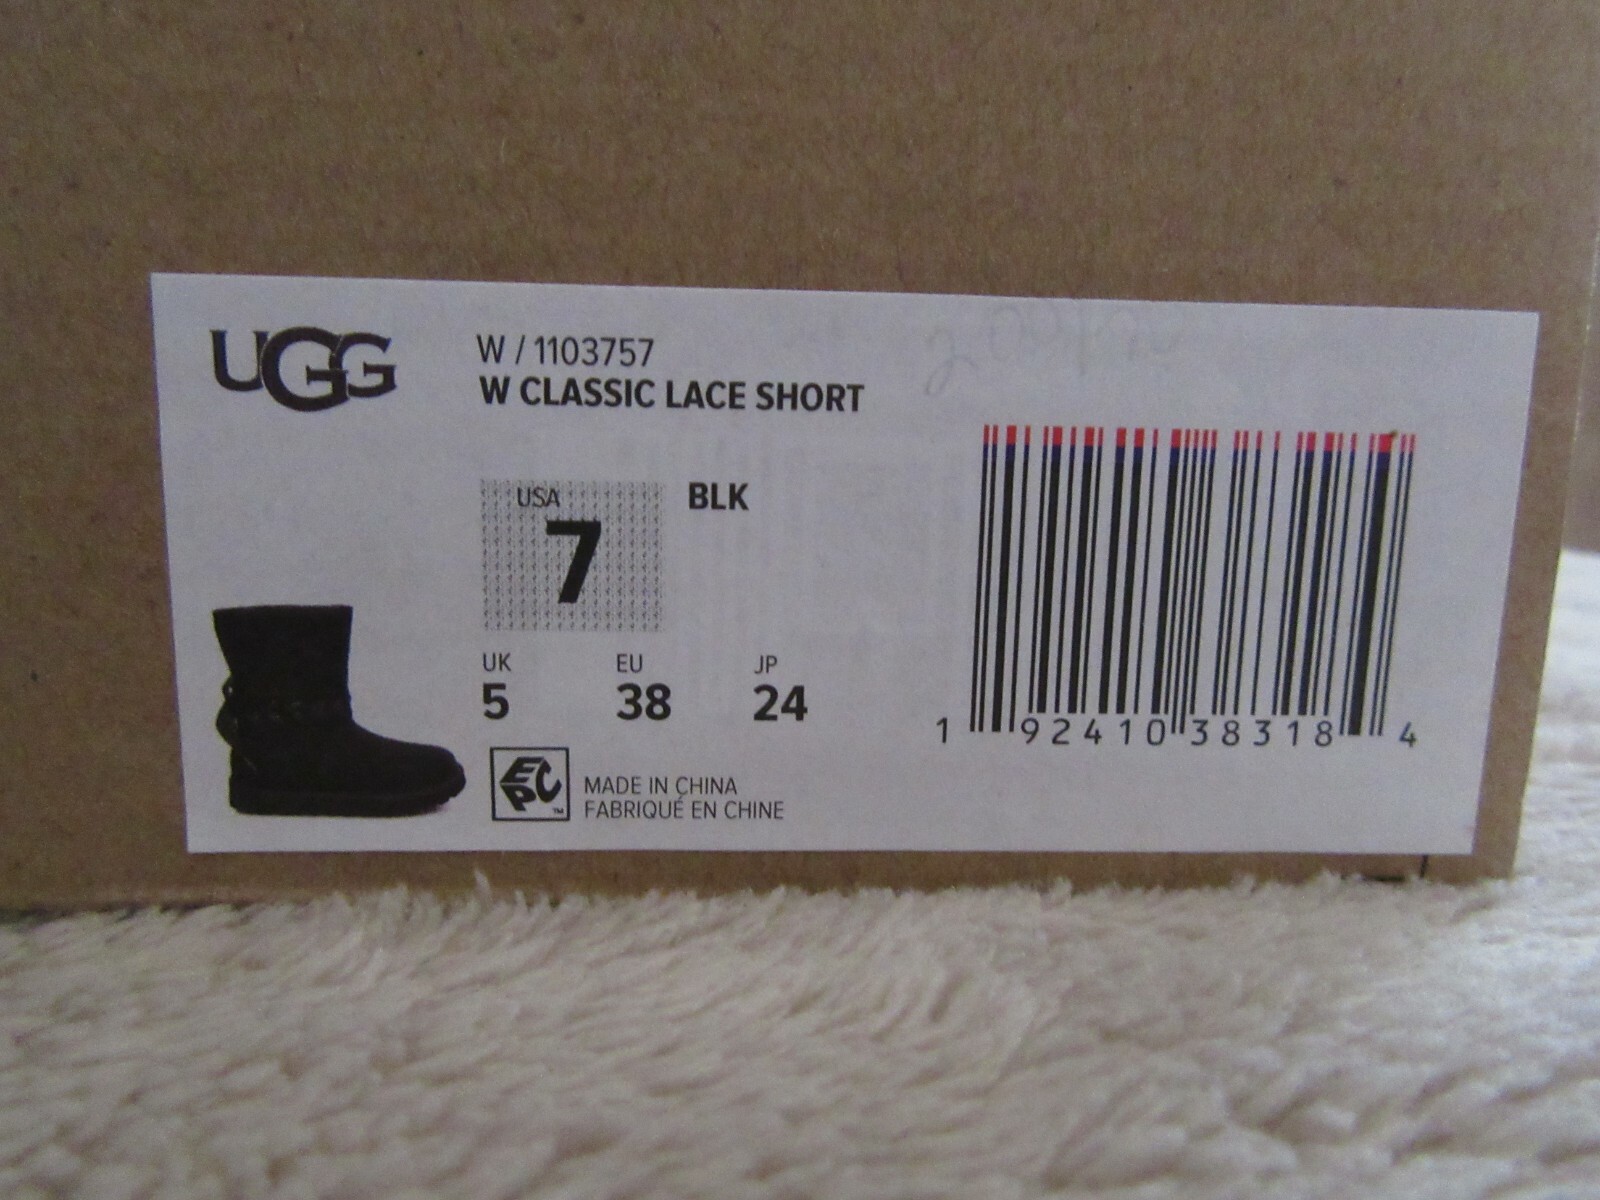 UGG
W / 1103757
W CLASSIC LACE SHORT
USA
7
BLK
UK EU JP
5 38 24
EPC
™
MADE IN CHINA
FABRIQUÉ EN CHINE
1 92410 38318 4